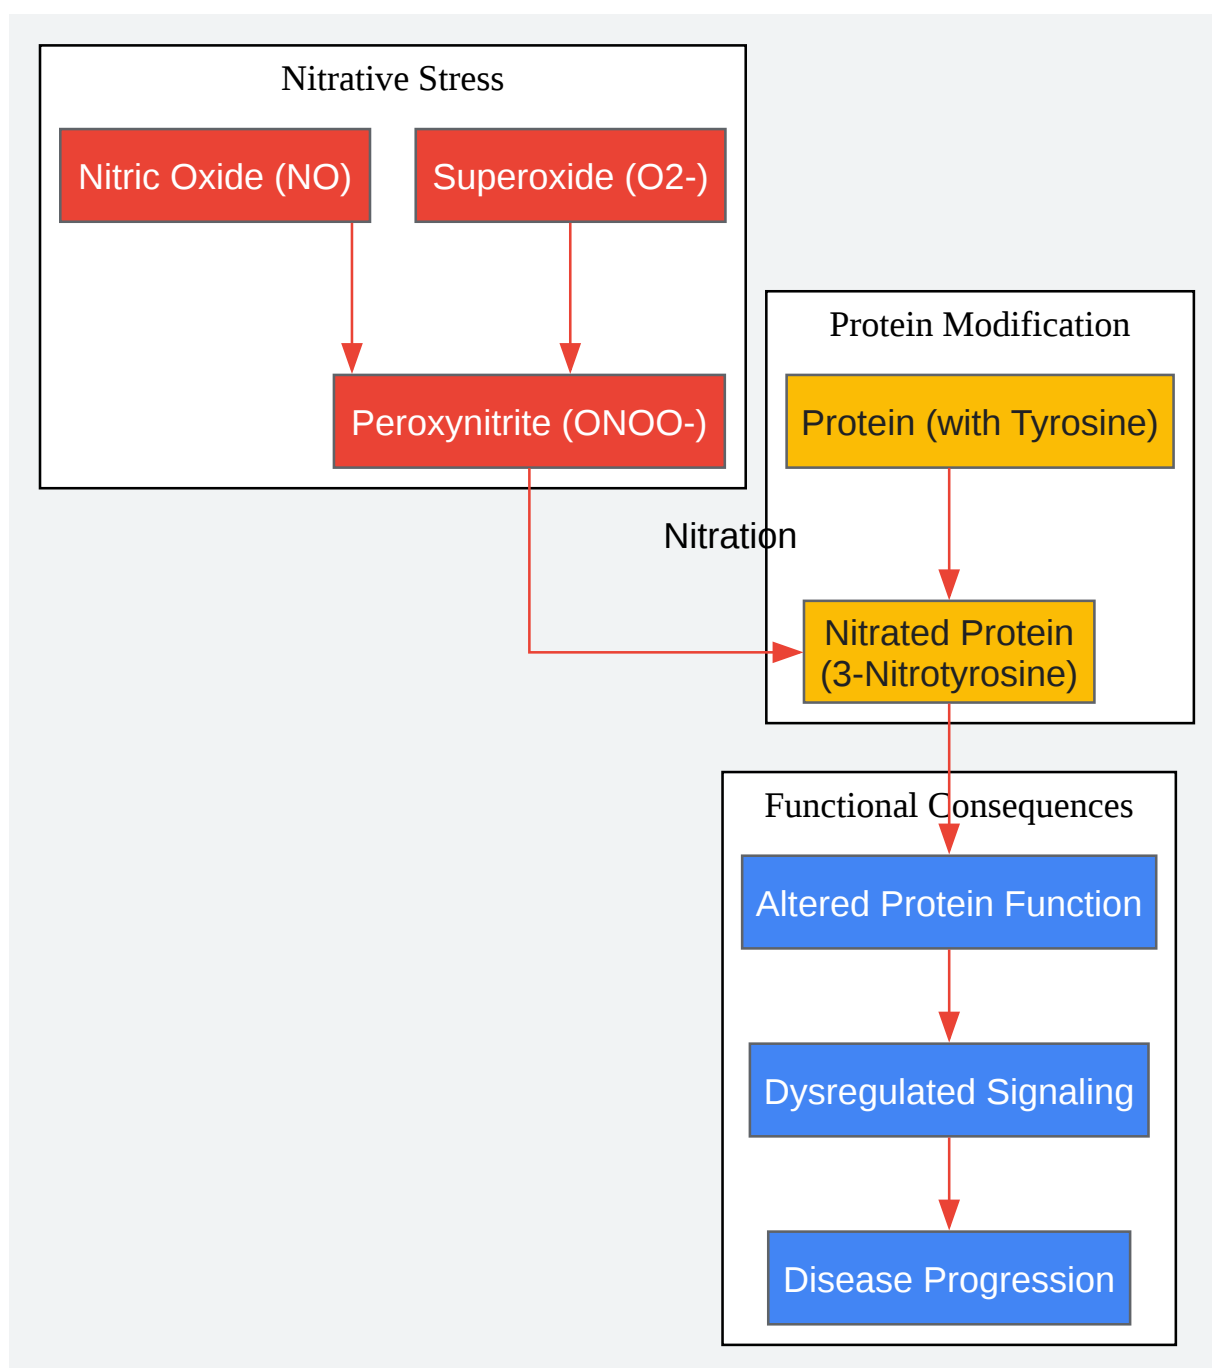 Nitrative Stress
Nitric Oxide (NO)
Superoxide (O2-)
Peroxynitrite (ONOO-)
Protein Modification
Protein (with Tyrosine)
Nitration
Nitrated Protein
(3-Nitrotyrosine)
Functional Consequences
Altered Protein Function
Dysregulated Signaling
Disease Progression